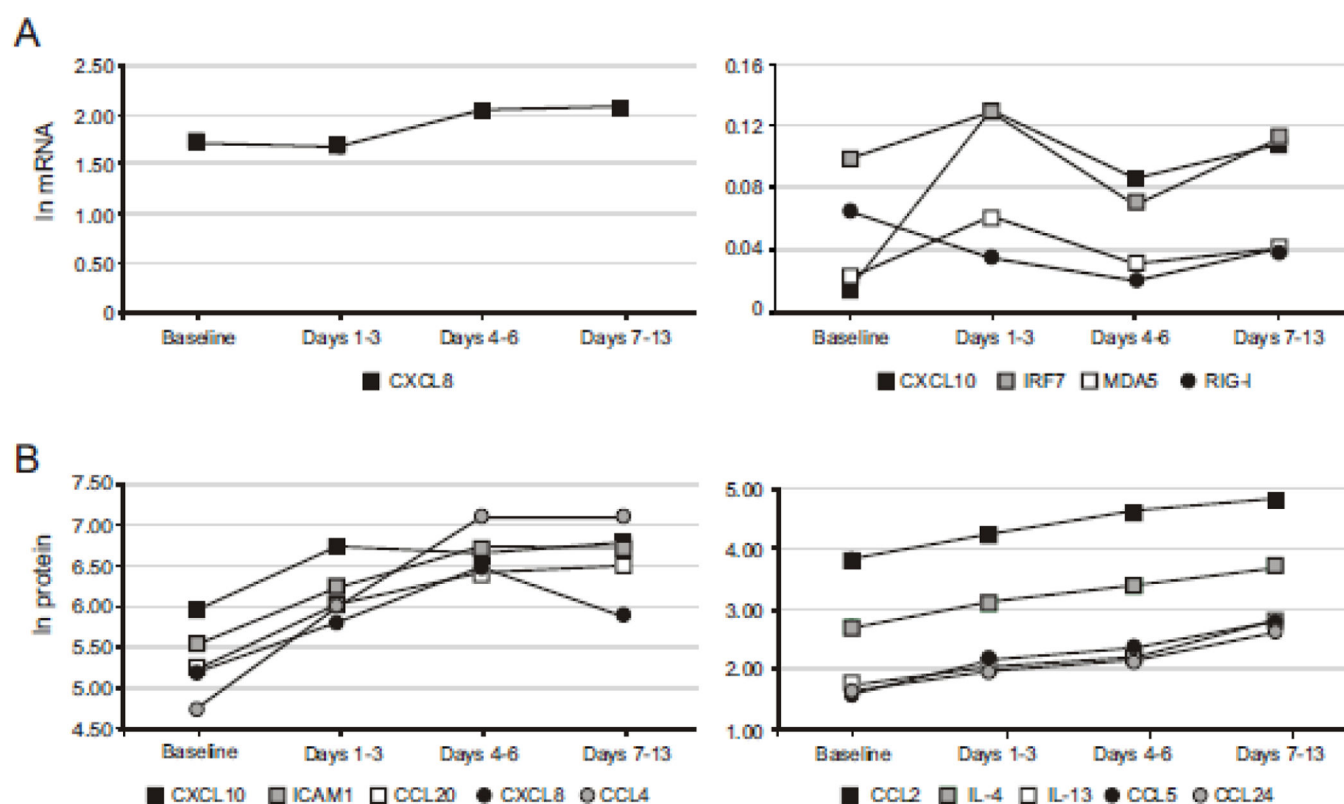 A
ln mRNA
2.50
2.00
1.50
1.00
0.50
0
Baseline Days 1-3 Days 4-6 Days 7-13
CXCL8
0.16
0.12
0.08
0.04
0
Baseline Days 1-3 Days 4-6 Days 7-13
CXCL10 IRF7 MDA5 RIG-I
B
ln protein
7.50
7.00
6.50
6.00
5.50
5.00
4.50
Baseline Days 1-3 Days 4-6 Days 7-13
CXCL10 ICAM1 CCL20 CXCL8 CCL4
5.00
4.00
3.00
2.00
1.00
Baseline Days 1-3 Days 4-6 Days 7-13
CCL2 IL-4 IL-13 CCL5 CCL24